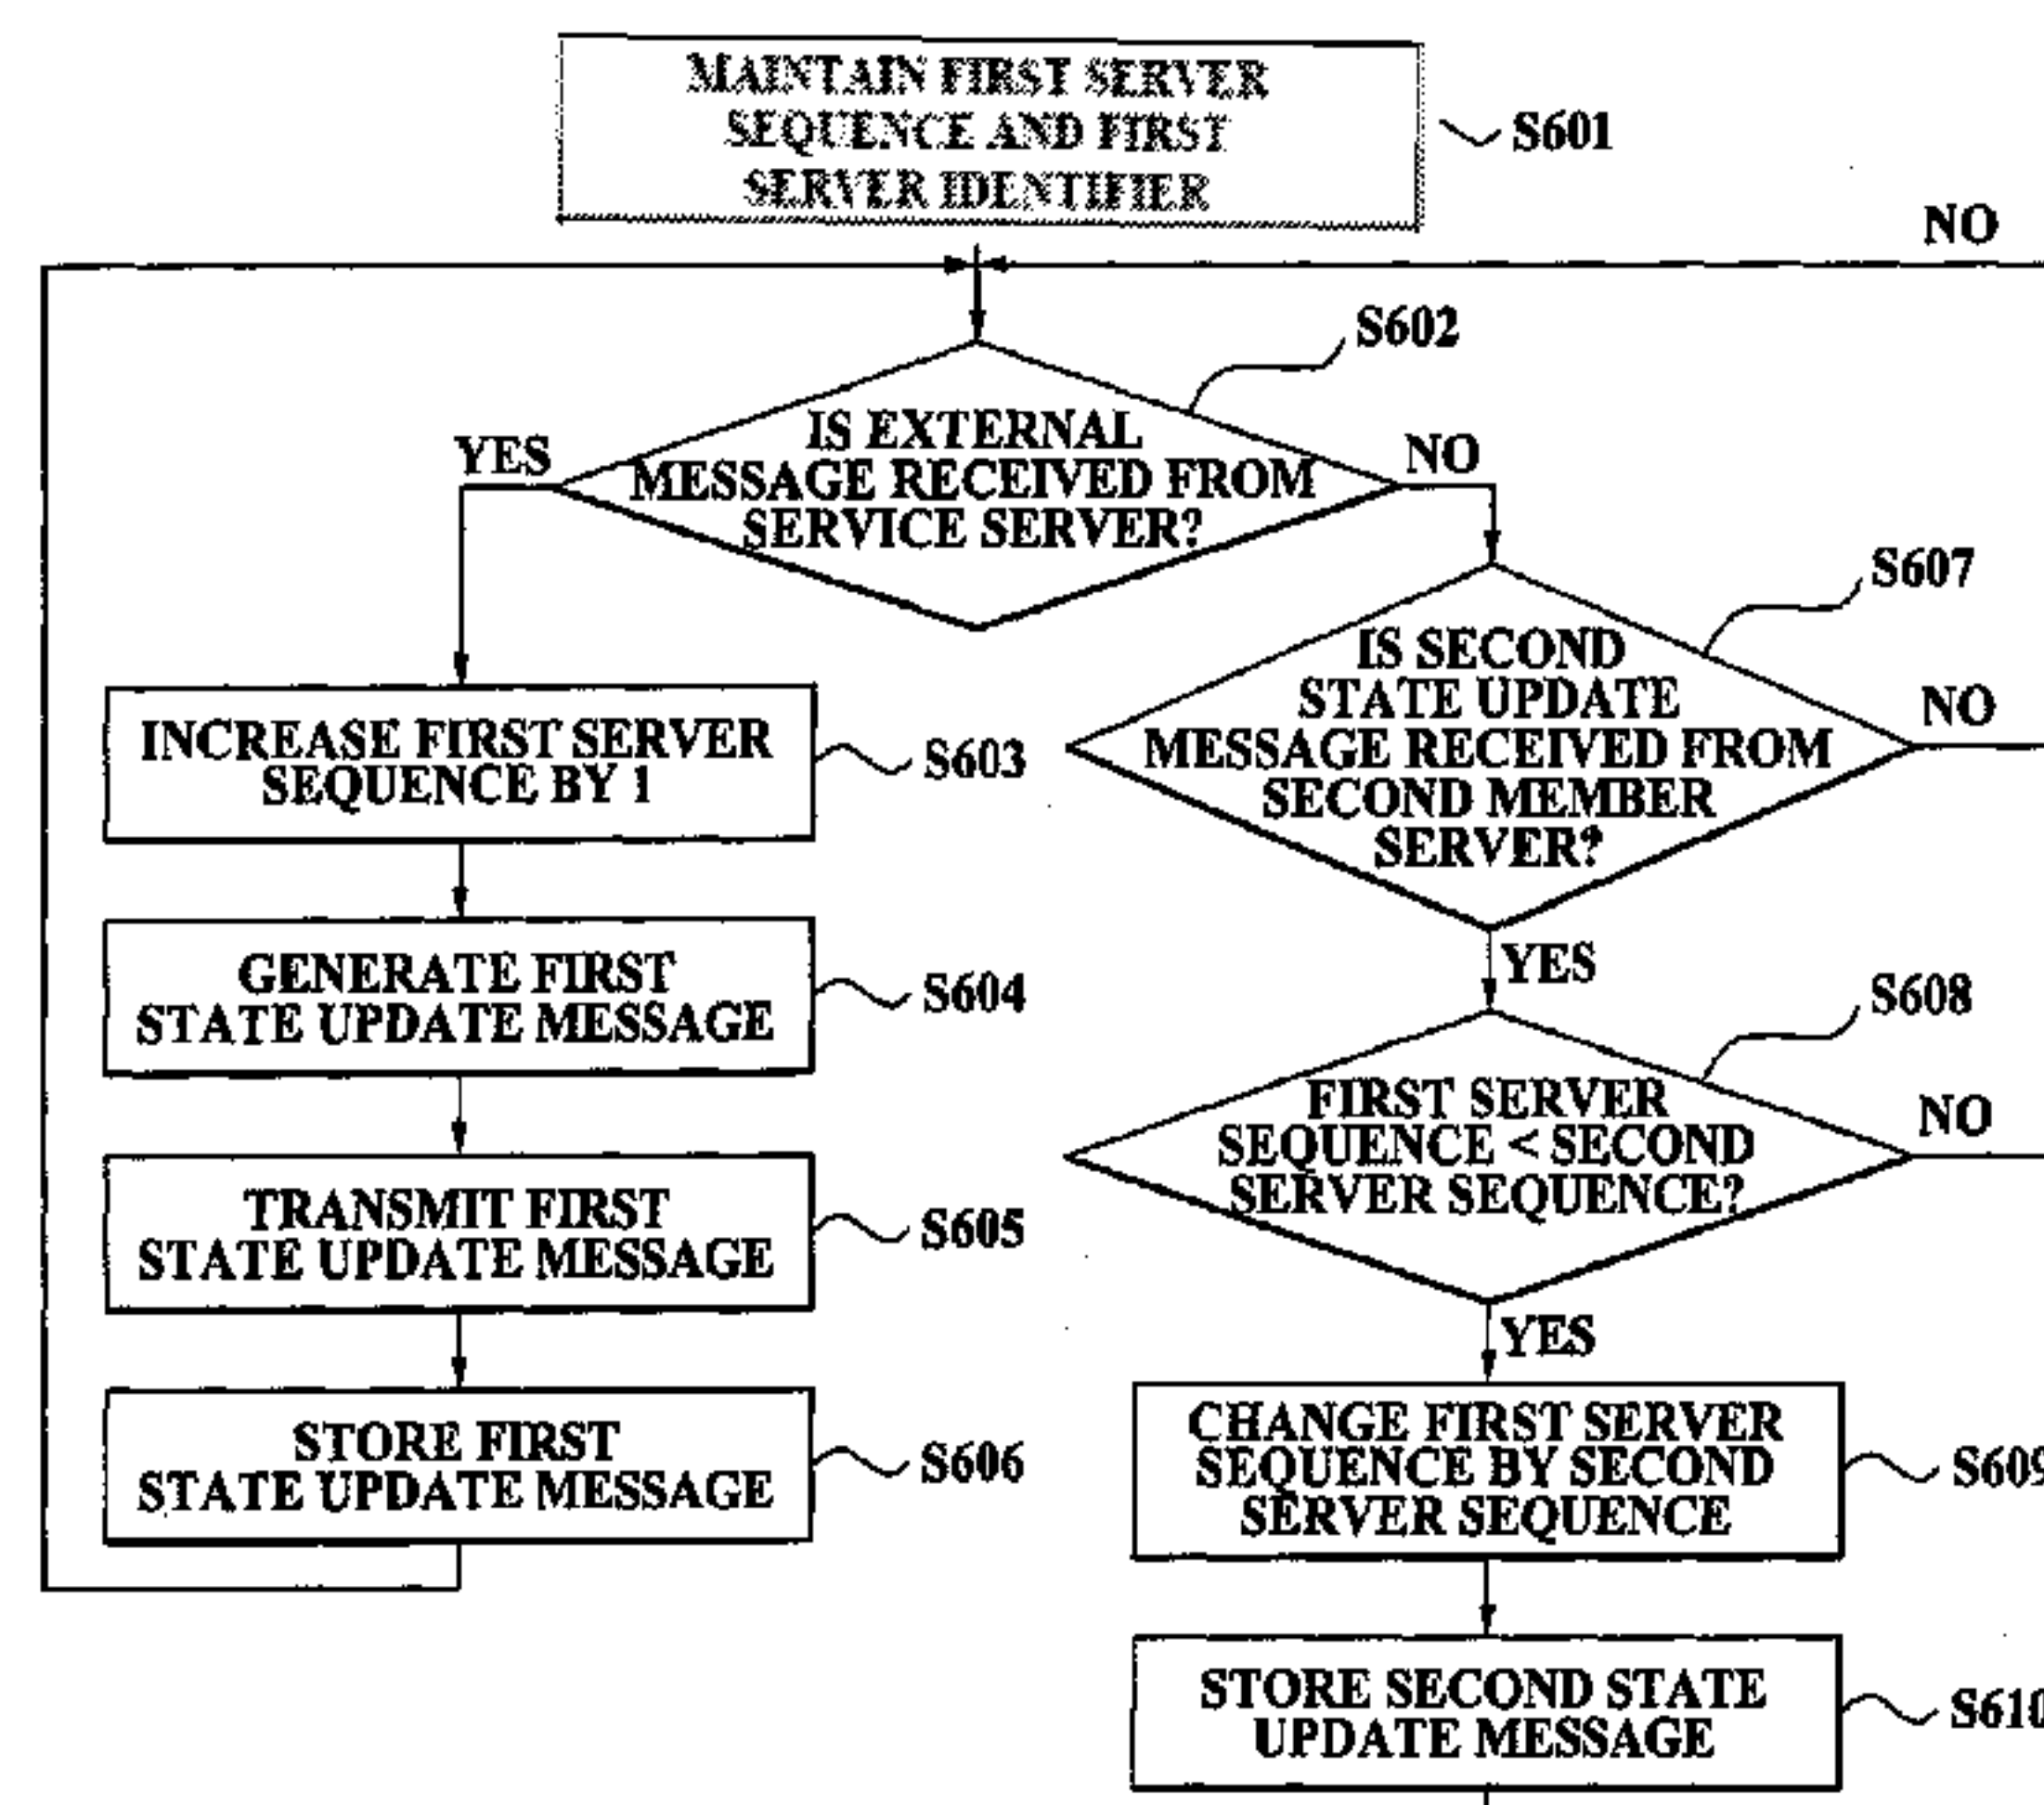 MAINTAIN FIRST SERVER
SEQUENCE AND FIRST
SERVER IDENTIFIER
S601
NO
S602
IS EXTERNAL
MESSAGE RECEIVED FROM
SERVICE SERVER?
YES
NO
S607
IS SECOND
STATE UPDATE
MESSAGE RECEIVED FROM
SECOND MEMBER
SERVER?
NO
YES
INCREASE FIRST SERVER
SEQUENCE BY 1
S603
GENERATE FIRST
STATE UPDATE MESSAGE
S604
S608
FIRST SERVER
SEQUENCE < SECOND
SERVER SEQUENCE?
NO
YES
TRANSMIT FIRST
STATE UPDATE MESSAGE
S605
STORE FIRST
STATE UPDATE MESSAGE
S606
CHANGE FIRST SERVER
SEQUENCE BY SECOND
SERVER SEQUENCE
S609
STORE SECOND STATE
UPDATE MESSAGE
S610